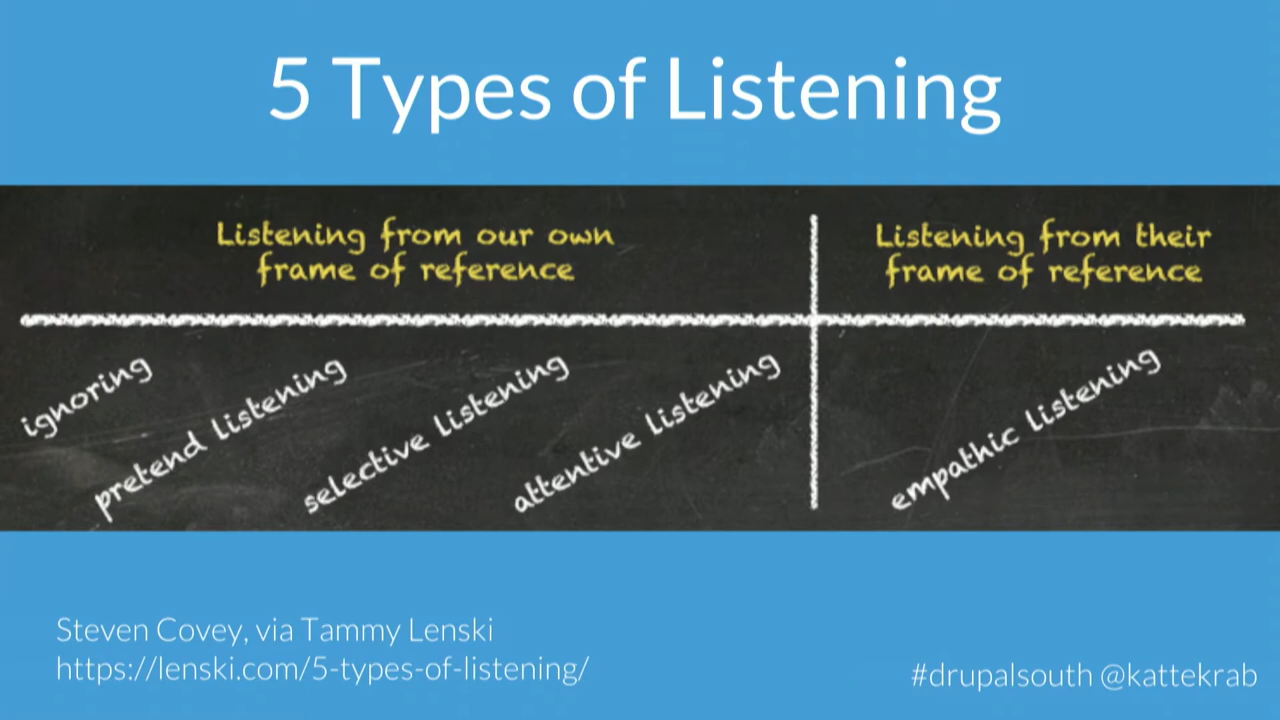 5 Types of Listening
Listening from our own
frame of reference
Listening from their
frame of reference
ignoring
pretend listening
selective listening
attentive listening
empathic listening
Steven Covey, via Tammy Lenski
https://lenski.com/5-types-of-listening/
#drupalsouth @kattekrab